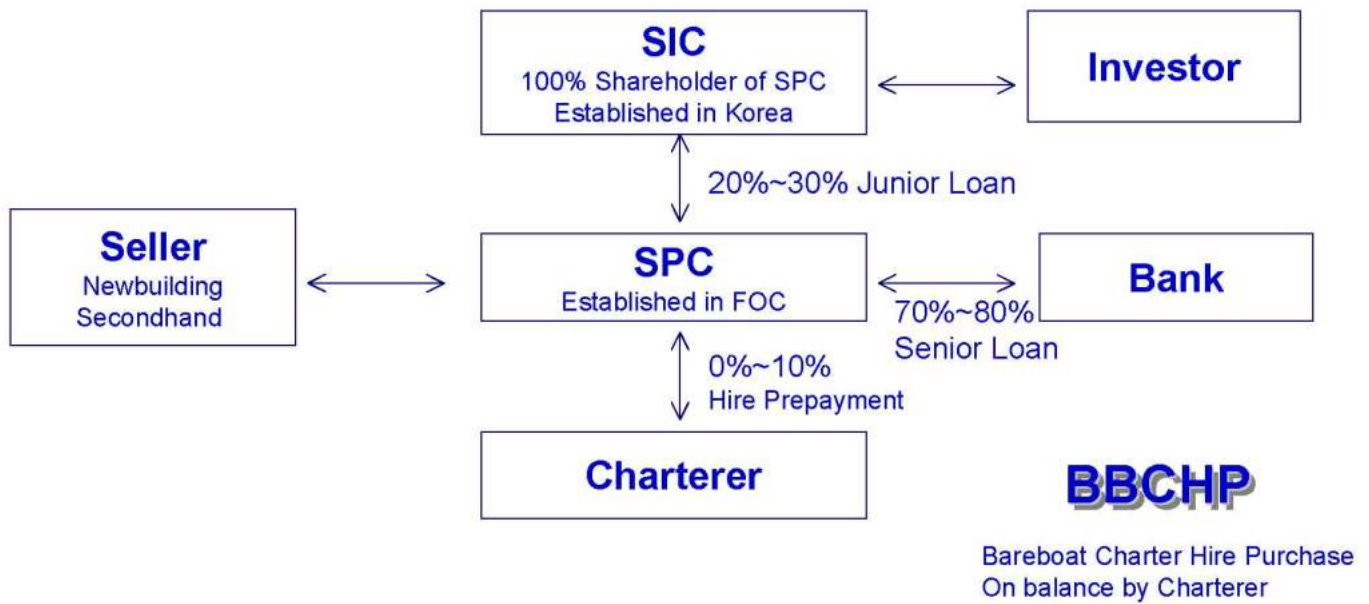 SIC
100% Shareholder of SPC
Established in Korea
Investor
20%~30% Junior Loan
Seller
Newbuilding
Secondhand
SPC
Established in FOC
Bank
70%~80%
Senior Loan
0%~10%
Hire Prepayment
Charterer
BBCHP
Bareboat Charter Hire Purchase
On balance by Charterer